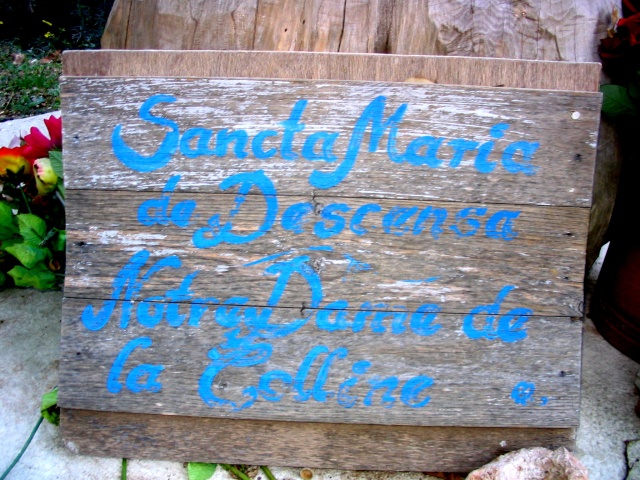 Sancta Maria
de Descensa
Notre Dame de
la Colline